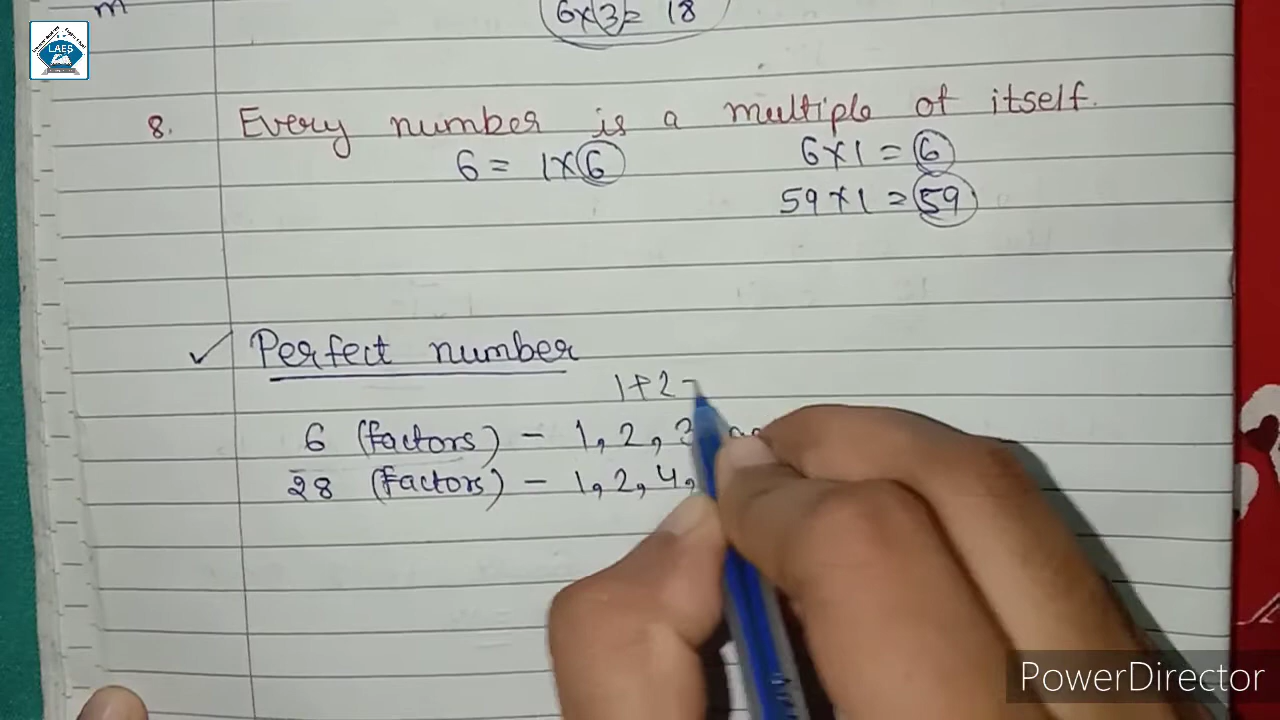 m
6×3= 18
LAES
8. Every number is a multiple of itself.
6 = 1×6 6×1 = 6
59×1 = 59
✓ Perfect number
1+2
6 (factors) - 1, 2, 3
28 (factors) - 1, 2, 4,
PowerDirector